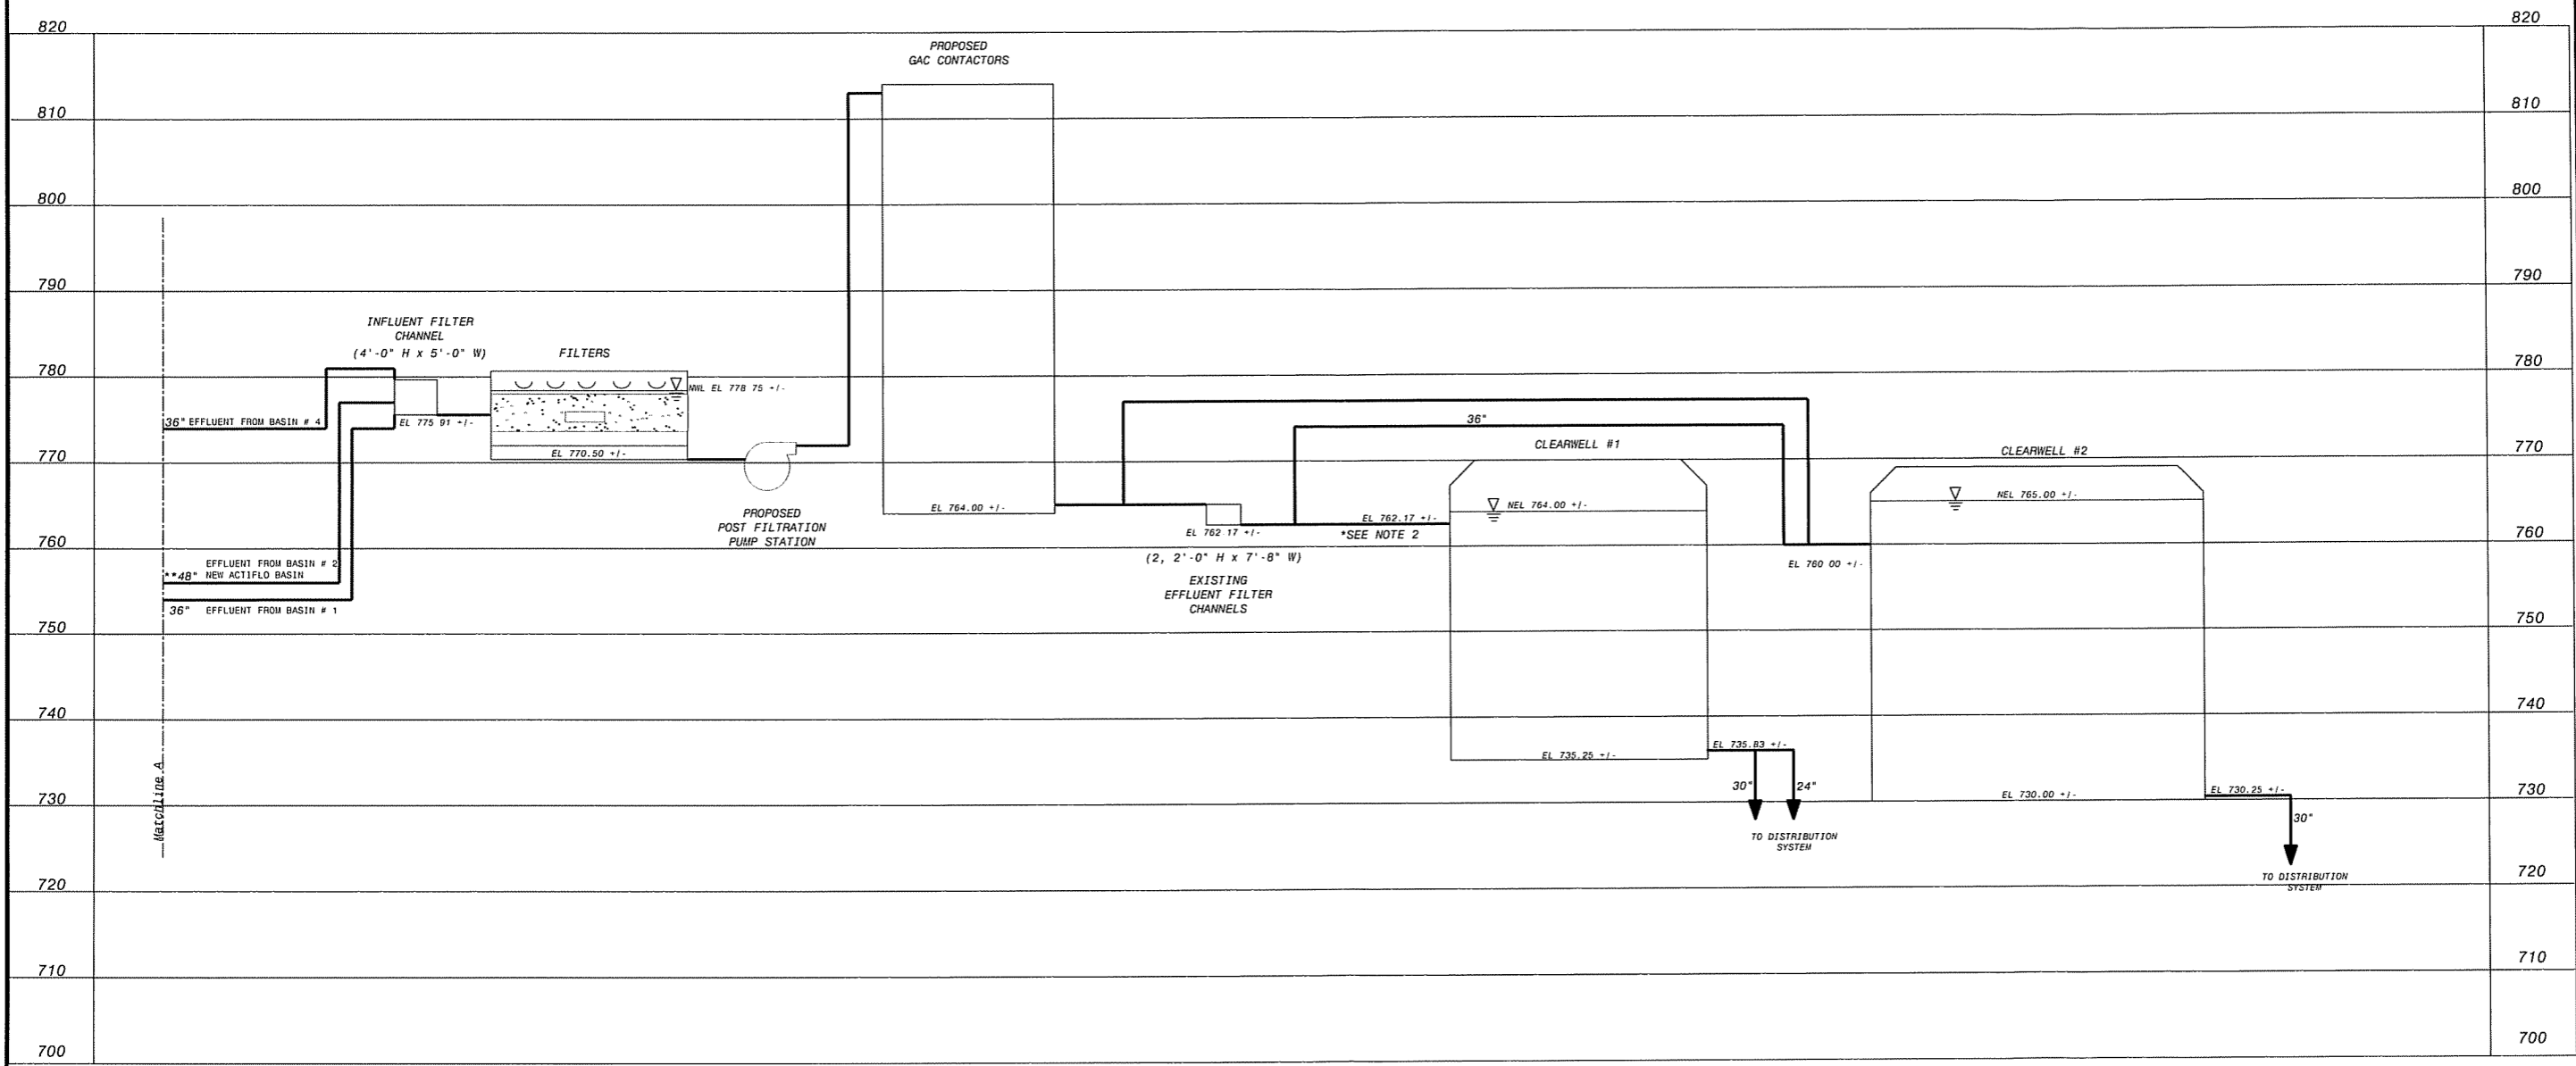 820
820
PROPOSED
GAC CONTACTORS
810
810
800
800
790
790
INFLUENT FILTER
CHANNEL
(4'-0" H x 5'-0" W)
FILTERS
780
780
NWL EL 778 75 +/-
36" EFFLUENT FROM BASIN # 4
EL 775 91 +/-
36"
CLEARWELL #1
CLEARWELL #2
770
770
EL 770.50 +/-
NEL 764.00 +/-
NEL 765.00 +/-
EL 764.00 +/-
PROPOSED
POST FILTRATION
PUMP STATION
EL 762 17 +/-
EL 762.17 +/-
*SEE NOTE 2
760
760
(2, 2'-0" H x 7'-8" W)
EXISTING
EFFLUENT FILTER
CHANNELS
EL 760 00 +/-
EFFLUENT FROM BASIN # 2
**48" NEW ACTIFLO BASIN
36" EFFLUENT FROM BASIN # 1
750
750
740
740
EL 735.25 +/-
EL 735.83 +/-
30"
24"
Matchline A
730
730
EL 730.00 +/-
EL 730.25 +/-
30"
TO DISTRIBUTION
SYSTEM
720
720
TO DISTRIBUTION
SYSTEM
710
710
700
700